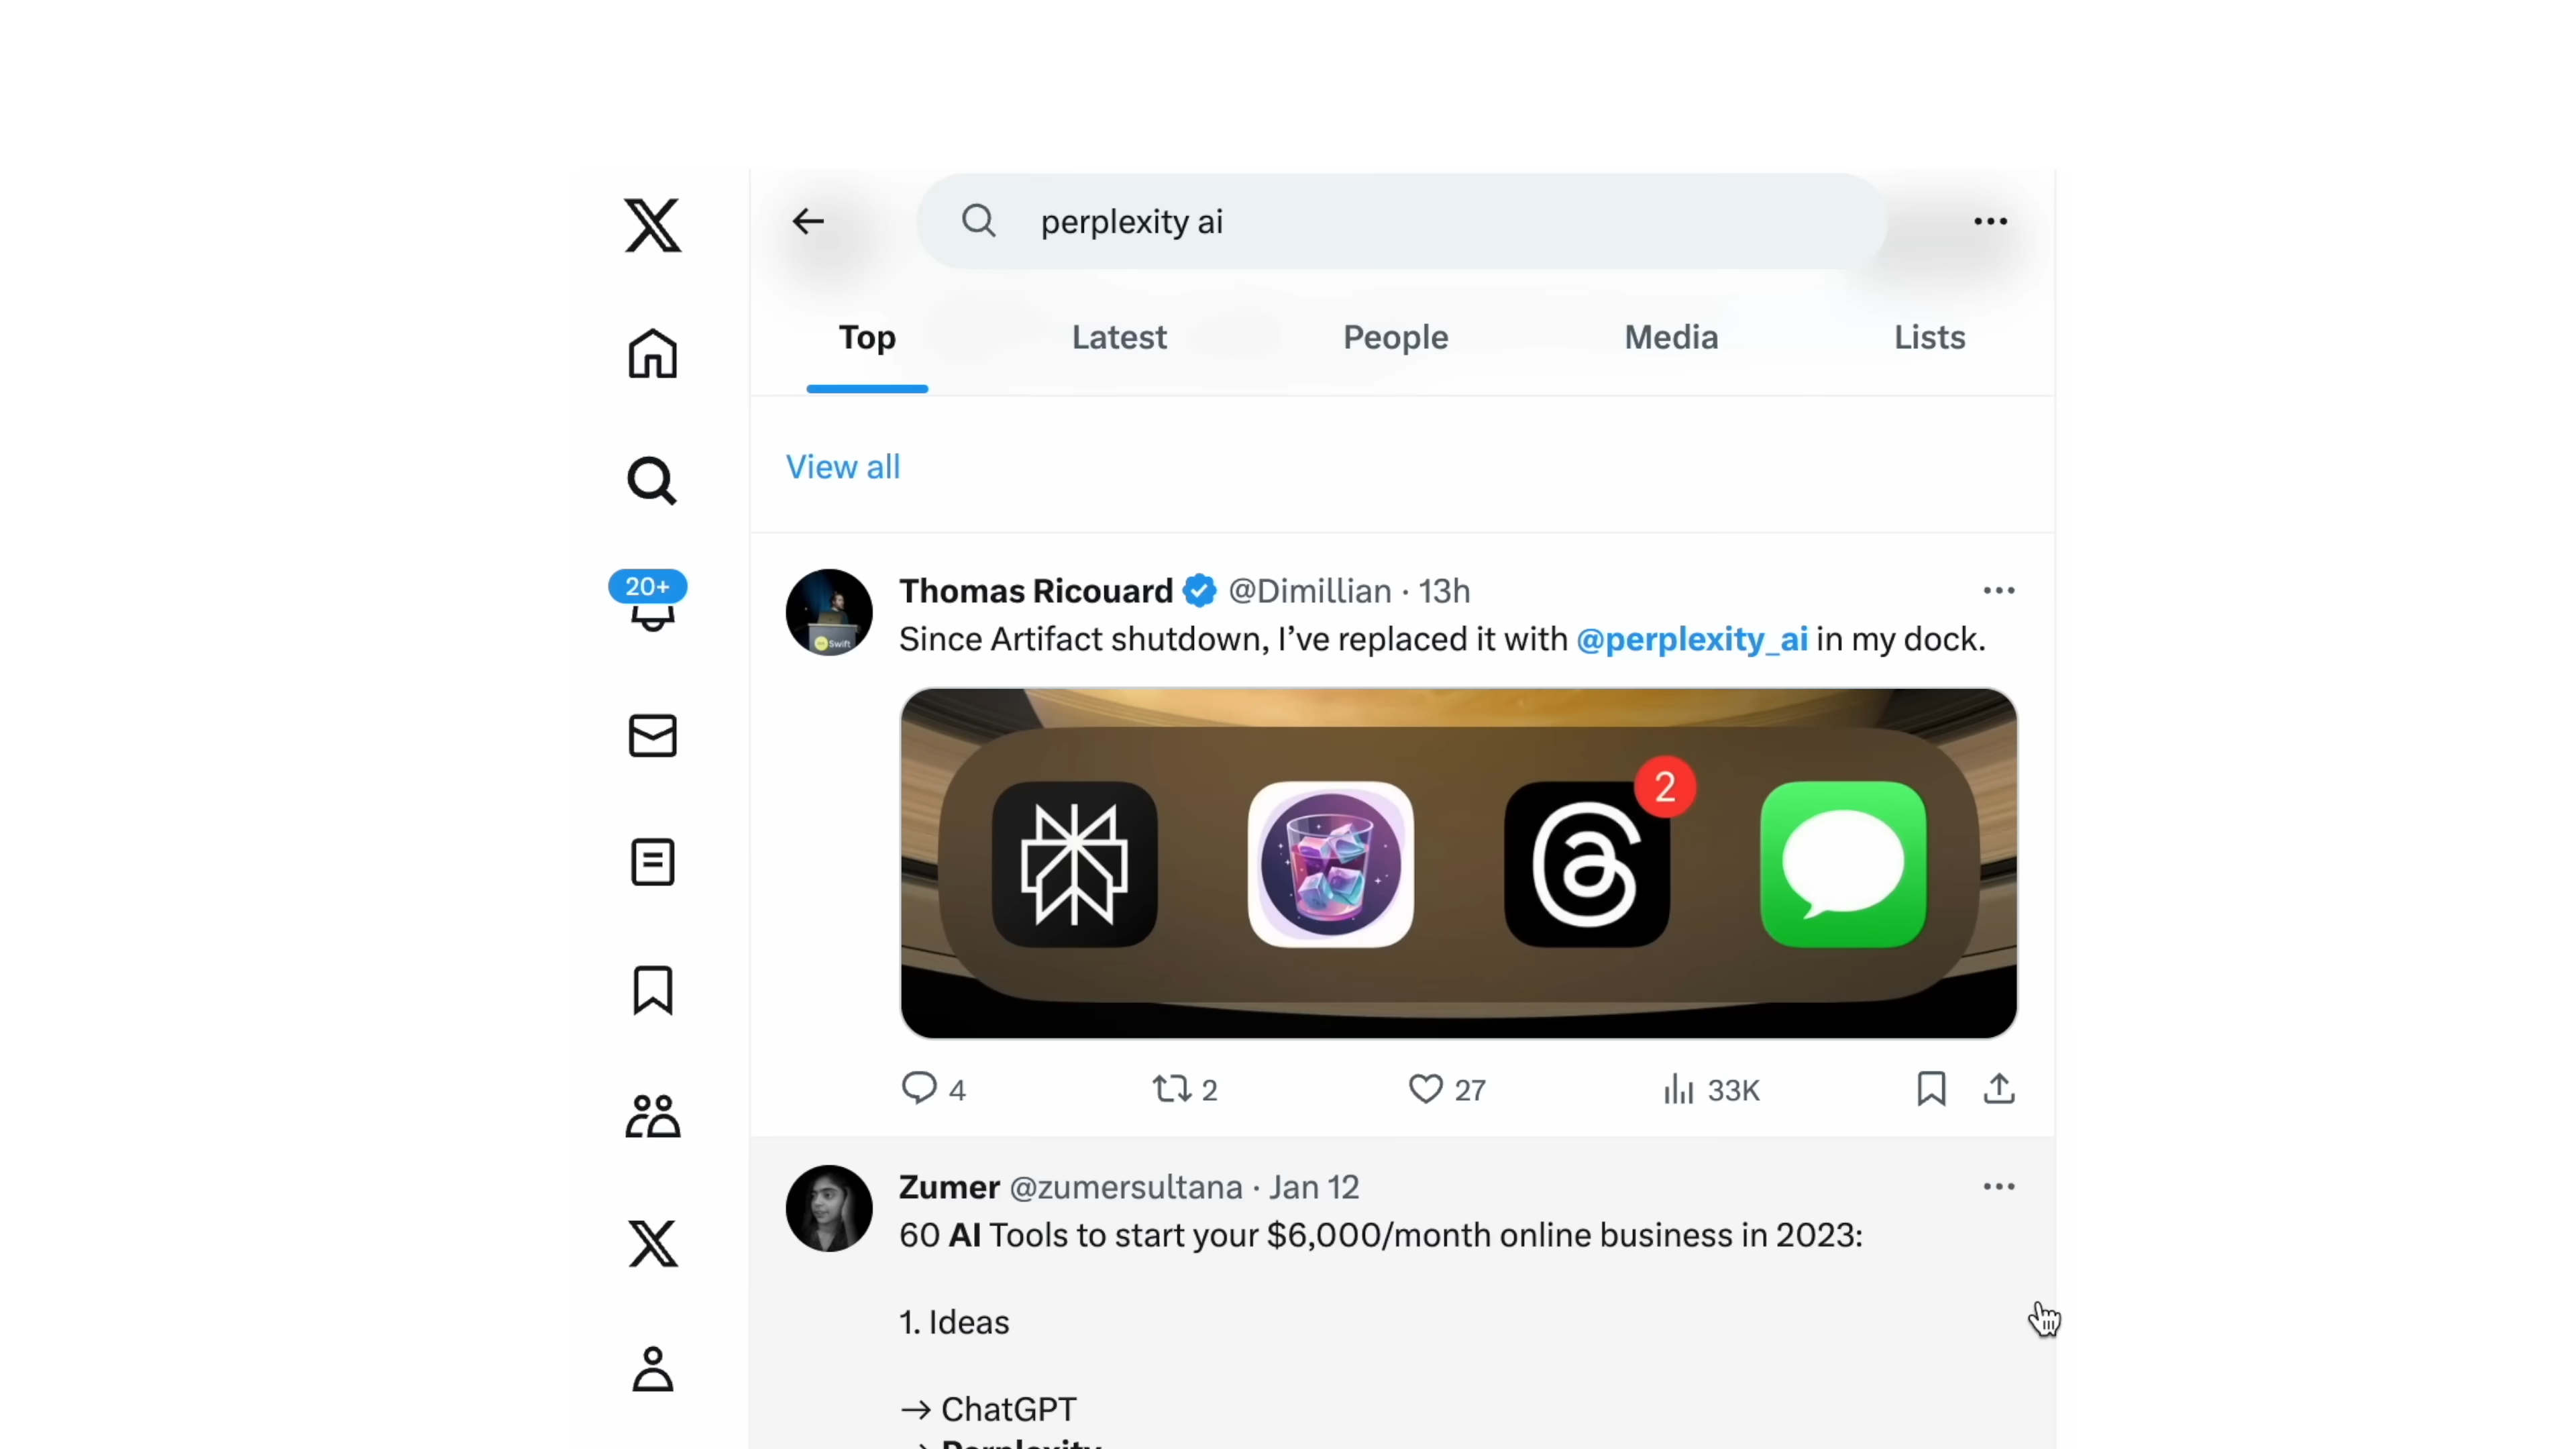 perplexity ai
Top
Latest
People
Media
Lists
View all
20+
Thomas Ricouard @Dimillian · 13h
Since Artifact shutdown, I’ve replaced it with @perplexity_ai in my dock.
Swift
2
4
2
27
33K
Zumer @zumersultana · Jan 12
60 AI Tools to start your $6,000/month online business in 2023:
1. Ideas
→ ChatGPT
→ Perplexity